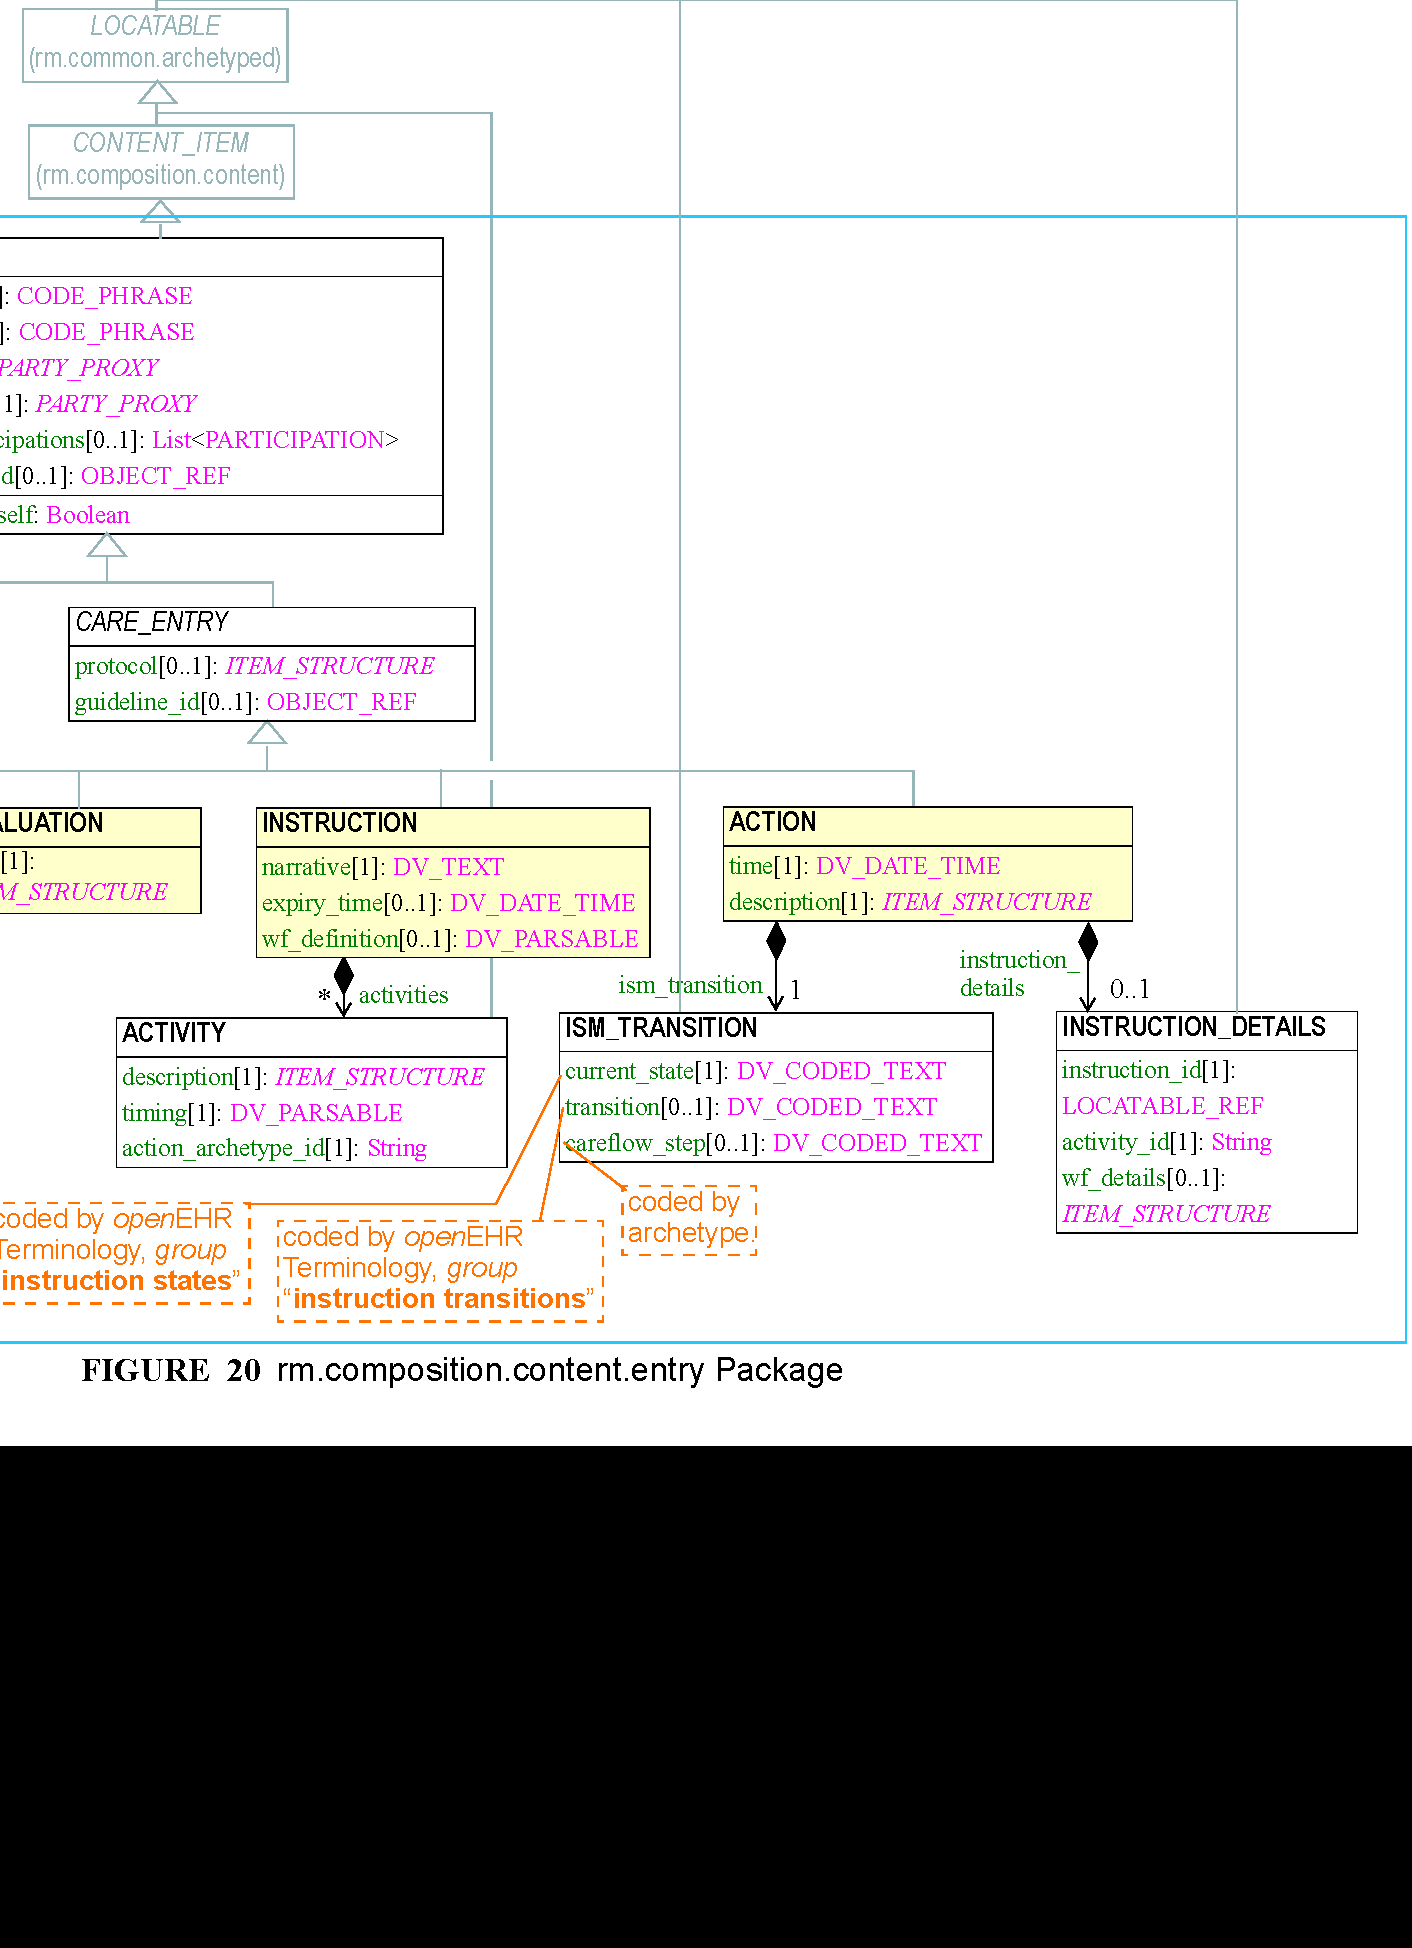 LOCATABLE
(rm.common.archetyped)
CONTENT_ITEM
(rm.composition.content)
]: CODE_PHRASE
]: CODE_PHRASE
PARTY_PROXY
1]: PARTY_PROXY
cipations[0..1]: List<PARTICIPATION>
d[0..1]: OBJECT_REF
self: Boolean
CARE_ENTRY
protocol[0..1]: ITEM_STRUCTURE
guideline_id[0..1]: OBJECT_REF
ALUATION
[1]:
M_STRUCTURE
INSTRUCTION
narrative[1]: DV_TEXT
expiry_time[0..1]: DV_DATE_TIME
wf_definition[0..1]: DV_PARSABLE
ACTION
time[1]: DV_DATE_TIME
description[1]: ITEM_STRUCTURE
* activities
ism_transition 1
instruction_
details 0..1
ACTIVITY
description[1]: ITEM_STRUCTURE
timing[1]: DV_PARSABLE
action_archetype_id[1]: String
ISM_TRANSITION
current_state[1]: DV_CODED_TEXT
transition[0..1]: DV_CODED_TEXT
careflow_step[0..1]: DV_CODED_TEXT
INSTRUCTION_DETAILS
instruction_id[1]:
LOCATABLE_REF
activity_id[1]: String
wf_details[0..1]:
ITEM_STRUCTURE
coded by openEHR
Terminology, group
instruction states”
coded by openEHR
Terminology, group
“instruction transitions”
coded by
archetype.
FIGURE 20 rm.composition.content.entry Package